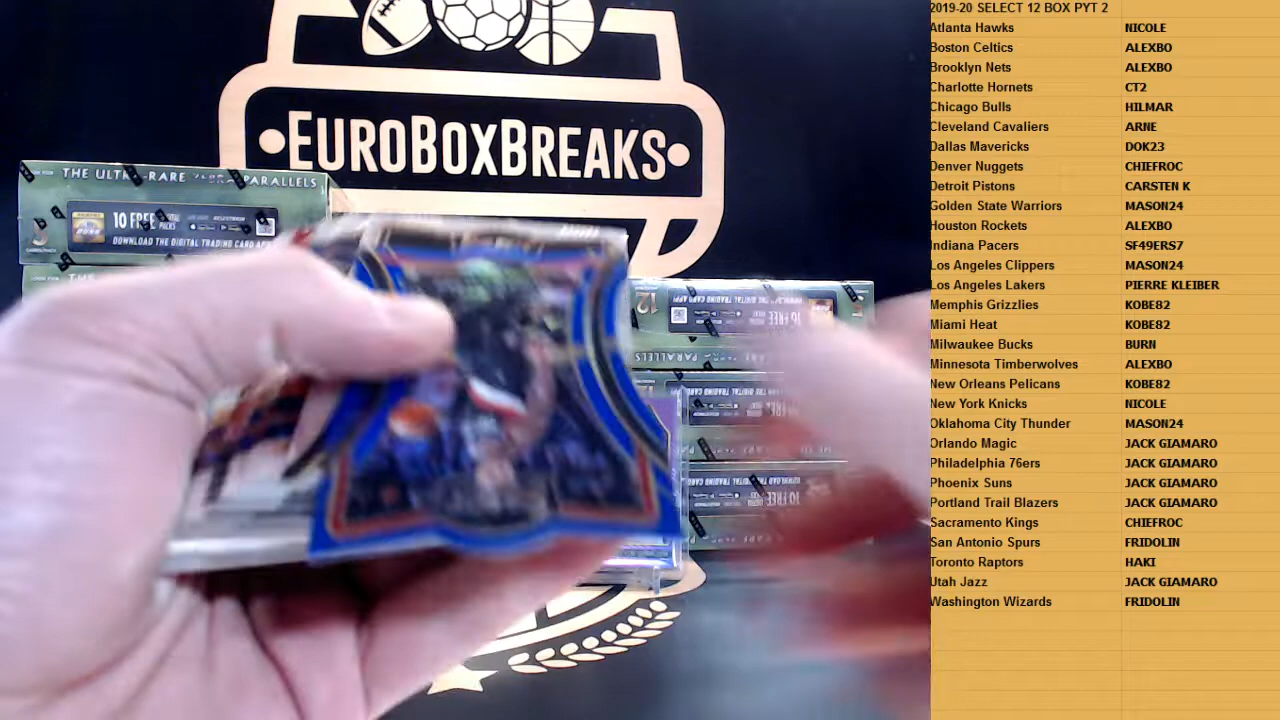 EUROBOXBREAKS
10 FREE
PACKS
DOWNLOAD THE DIGITAL TRADING CARD
12
10 FREE
PARALLELS
10 FREE
2019-20 SELECT 12 BOX PYT 2
Atlanta Hawks NICOLE
Boston Celtics ALEXBO
Brooklyn Nets ALEXBO
Charlotte Hornets CT2
Chicago Bulls HILMAR
Cleveland Cavaliers ARNE
Dallas Mavericks DOK23
Denver Nuggets CHIEFROC
Detroit Pistons CARSTEN K
Golden State Warriors MASON24
Houston Rockets ALEXBO
Indiana Pacers SF49ERS7
Los Angeles Clippers MASON24
Los Angeles Lakers PIERRE KLEIBER
Memphis Grizzlies KOBE82
Miami Heat KOBE82
Milwaukee Bucks BURN
Minnesota Timberwolves ALEXBO
New Orleans Pelicans KOBE82
New York Knicks NICOLE
Oklahoma City Thunder MASON24
Orlando Magic JACK GIAMARO
Philadelphia 76ers JACK GIAMARO
Phoenix Suns JACK GIAMARO
Portland Trail Blazers JACK GIAMARO
Sacramento Kings CHIEFROC
San Antonio Spurs FRIDOLIN
Toronto Raptors HAKI
Utah Jazz JACK GIAMARO
Washington Wizards FRIDOLIN